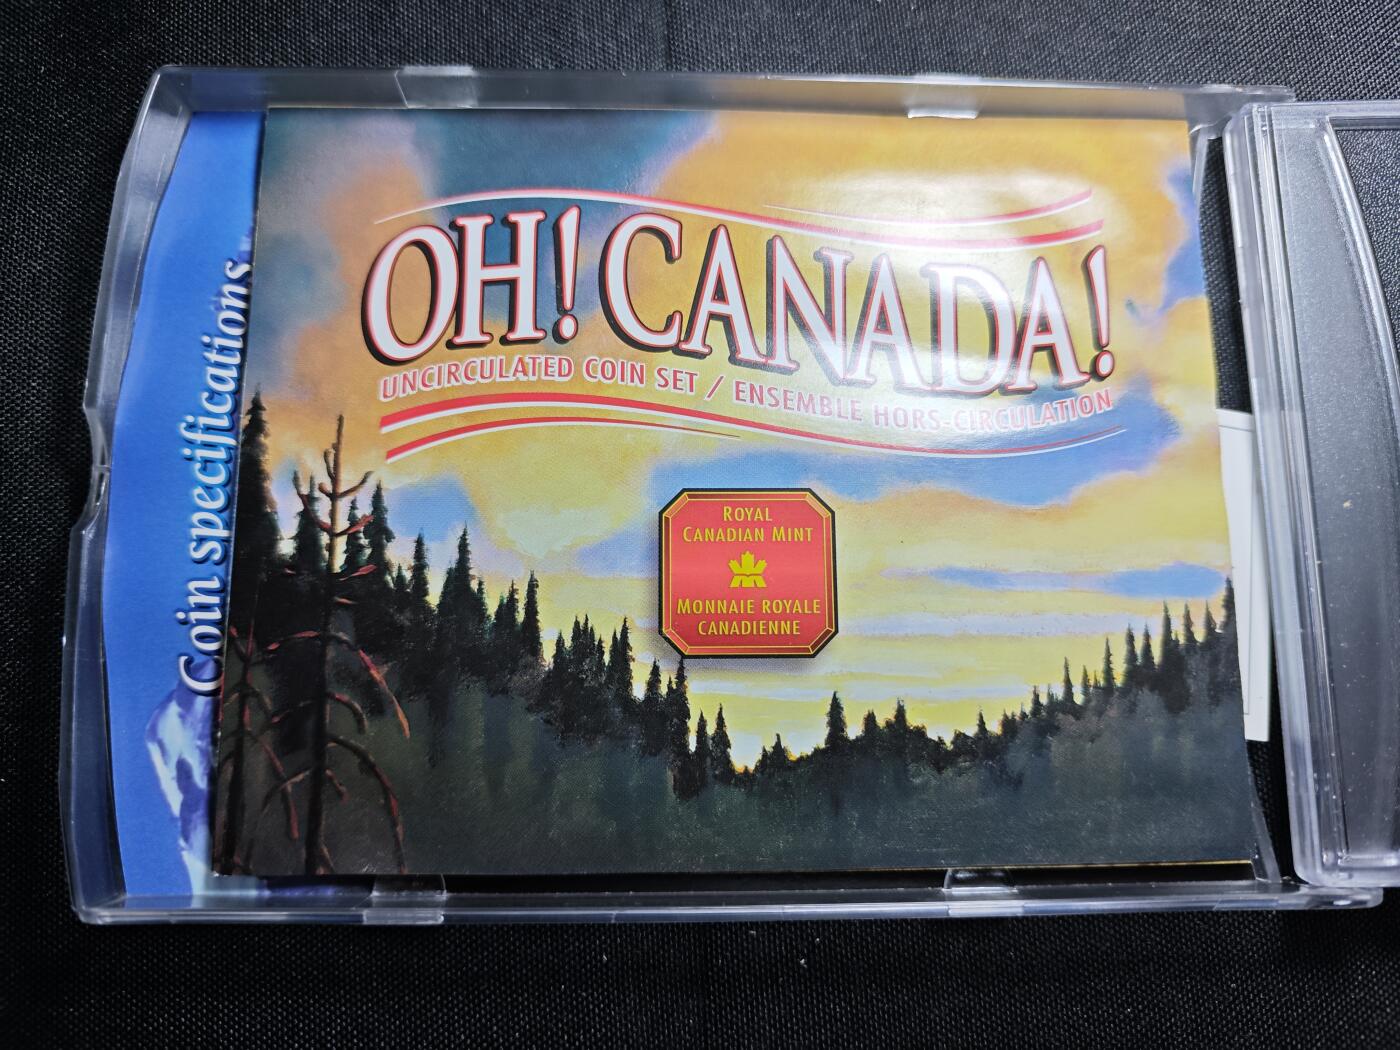 OH! CANADA!
UNCIRCULATED COIN SET / ENSEMBLE HORS-CIRCULATION
ROYAL
CANADIAN MINT
MONNAIE ROYALE
CANADIENNE
Coin specifications